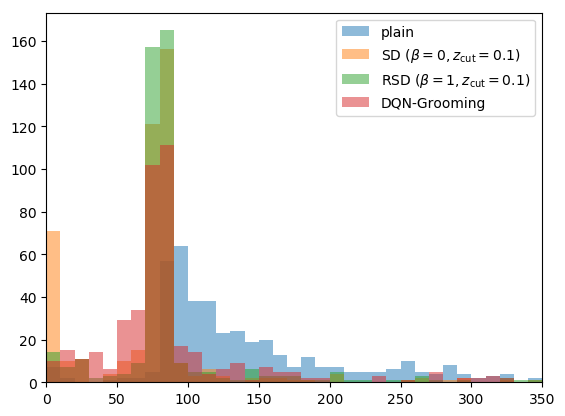 plain
SD (β = 0, z_cut = 0.1)
RSD (β = 1, z_cut = 0.1)
DQN-Grooming
160
140
120
100
80
60
40
20
0
0 50 100 150 200 250 300 350